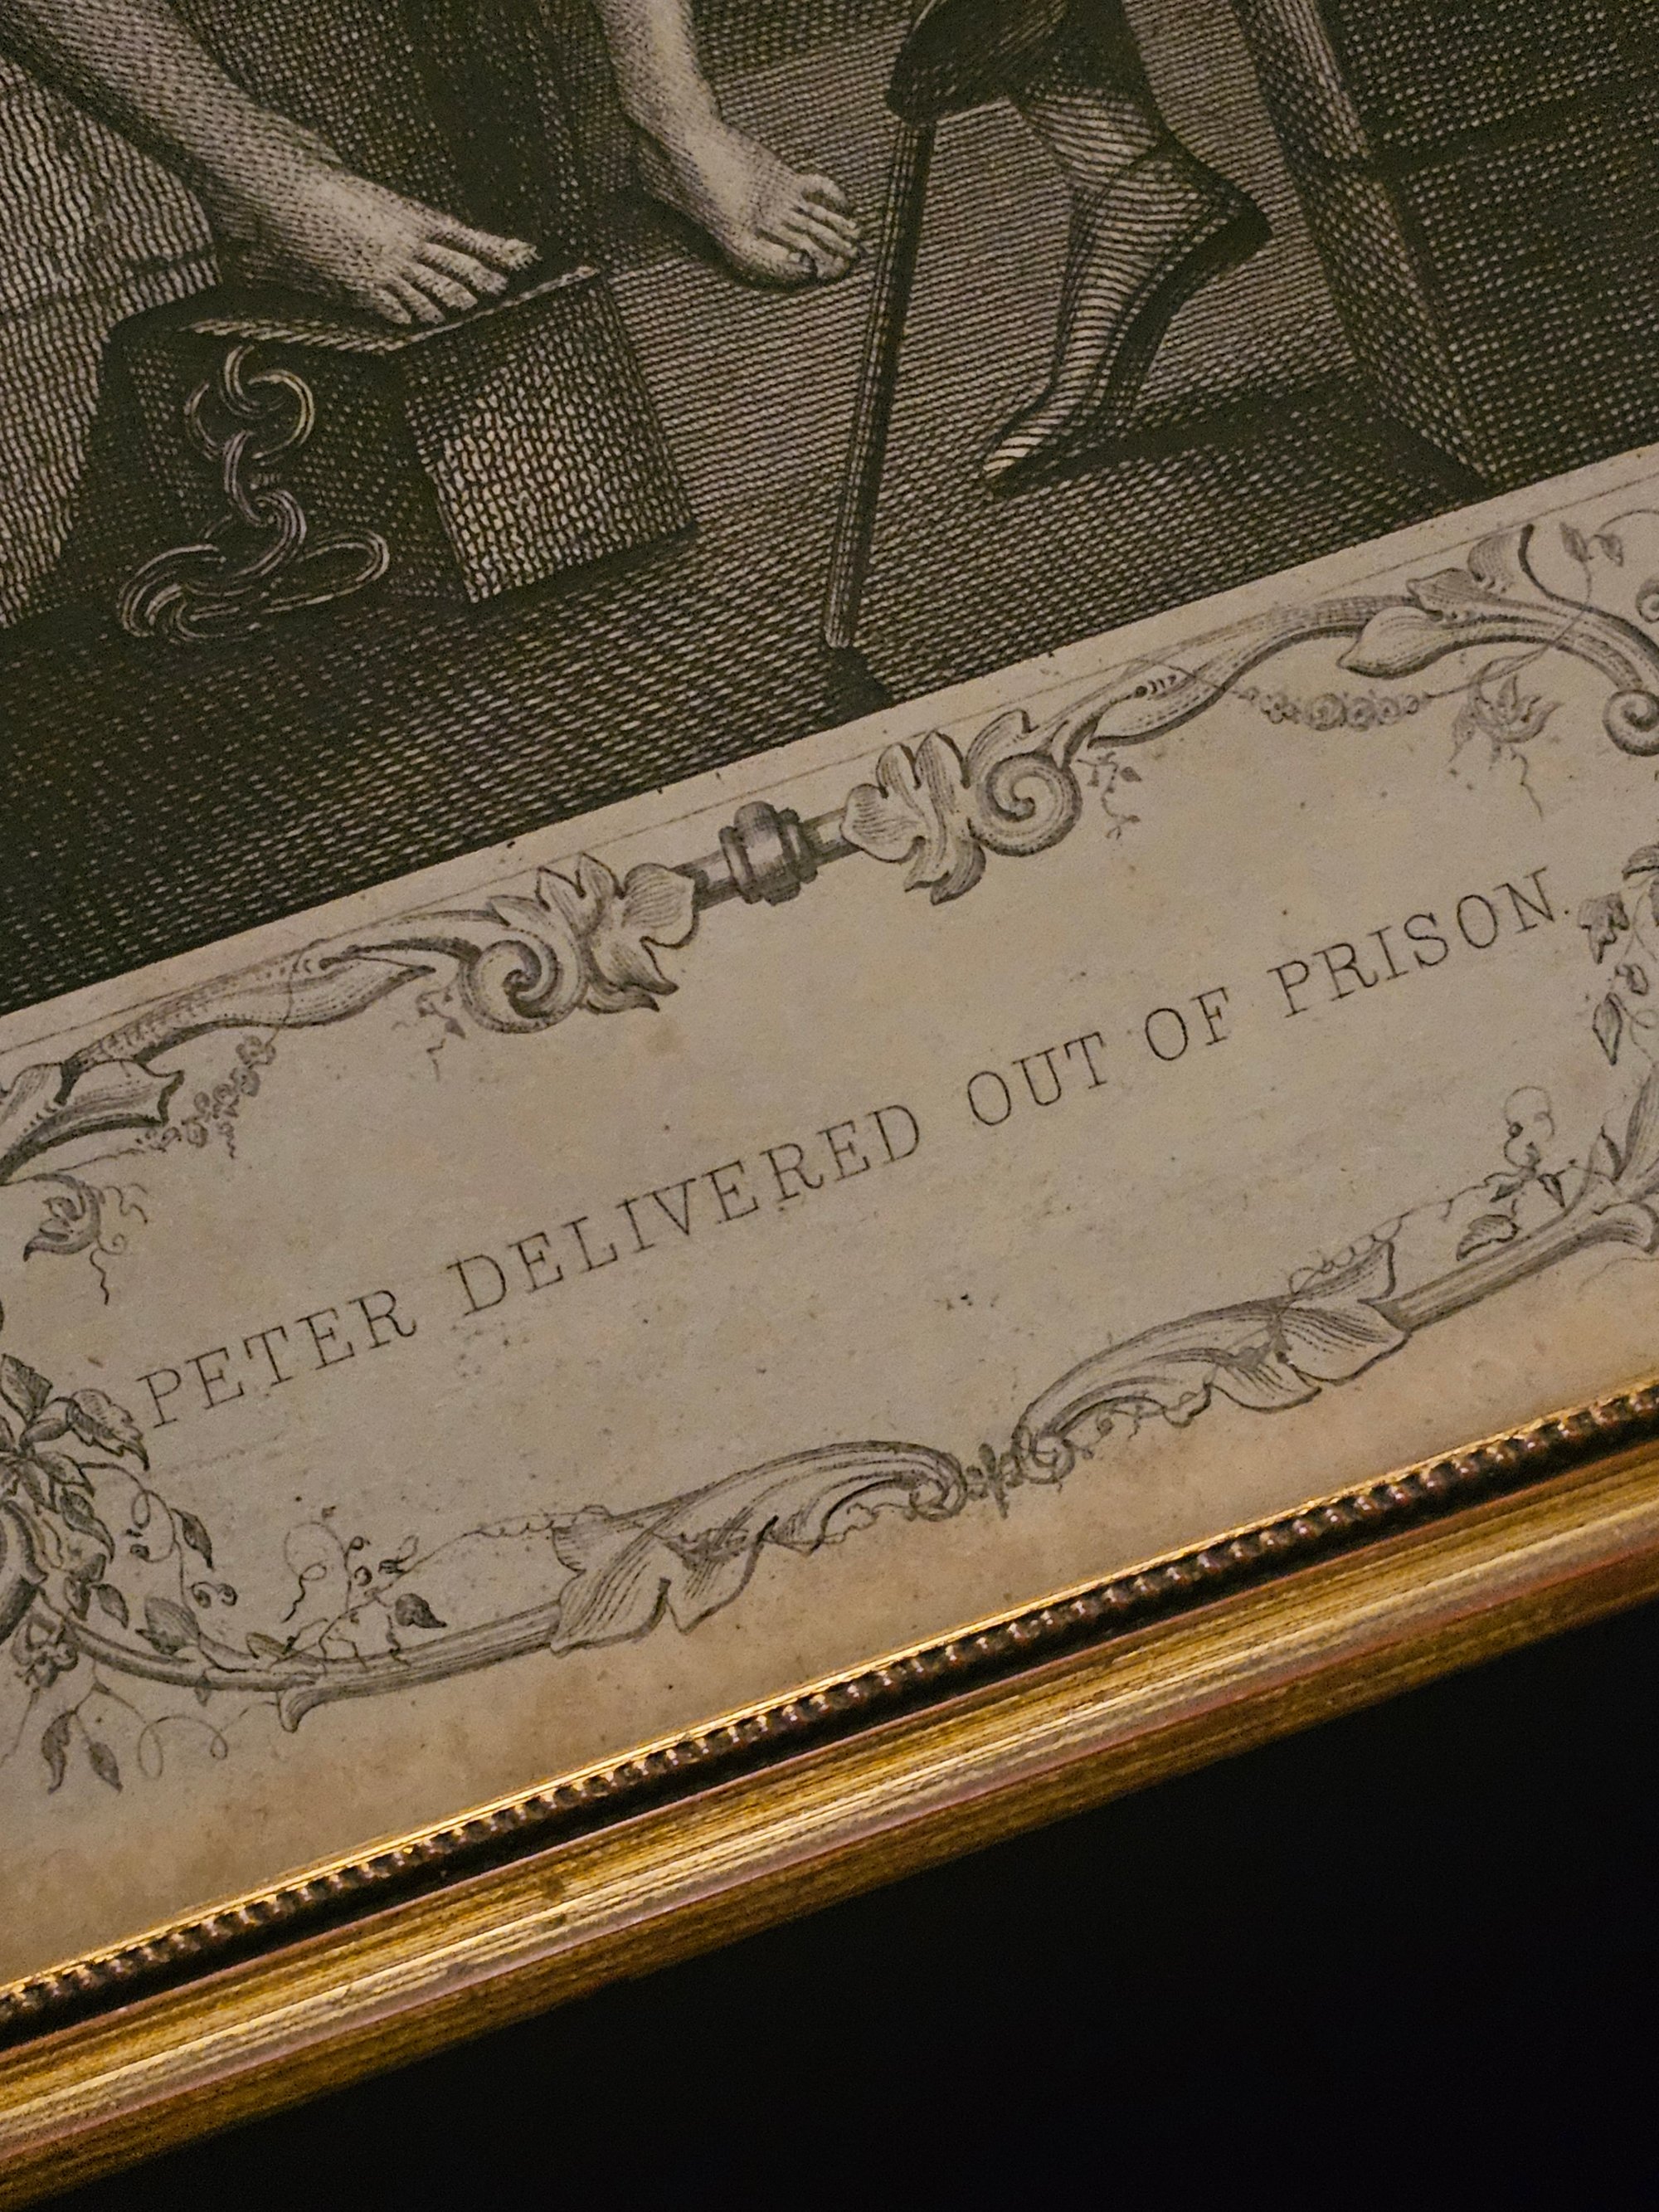 PETER DELIVERED OUT OF PRISON.